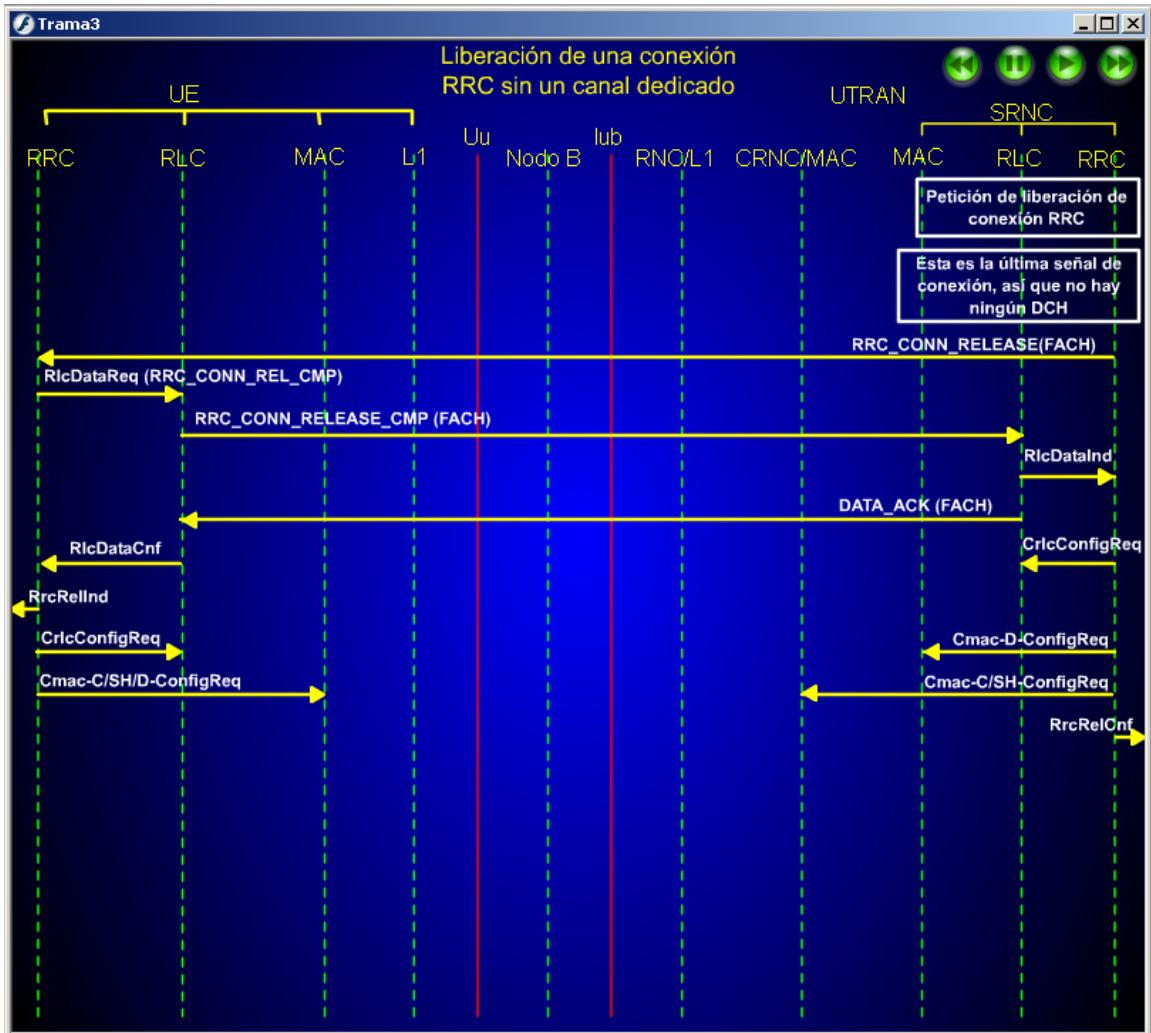 Trama3
Liberación de una conexión
RRC sin un canal dedicado
UE
UTRAN
SRNC
Uu
Iub
RRC
RLC
MAC
L1
Nodo B
RNO/L1
CRNC/MAC
MAC
RLC
RRC
Petición de liberación de
conexión RRC
Esta es la última señal de
conexión, así que no hay
ningún DCH
RRC_CONN_RELEASE(FACH)
RlcDataReq (RRC_CONN_REL_CMP)
RRC_CONN_RELEASE_CMP (FACH)
RlcDataInd
DATA_ACK (FACH)
RlcDataCnf
CrlcConfigReq
RrcRelInd
CrlcConfigReq
Cmac-D-ConfigReq
Cmac-C/SH/D-ConfigReq
Cmac-C/SH-ConfigReq
RrcRelCnf